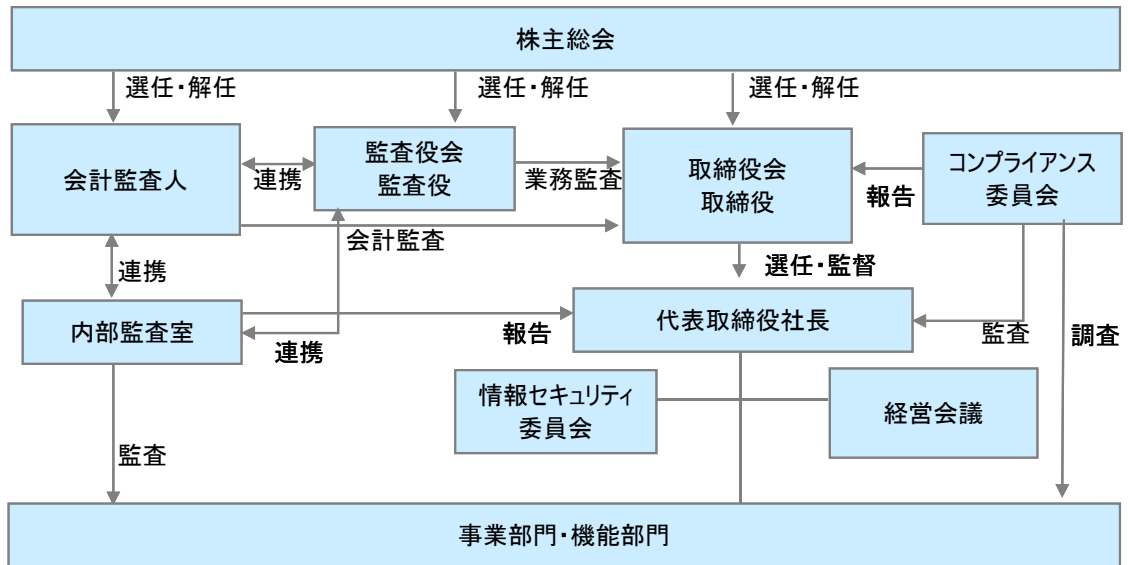 株主総会
選任・解任
選任・解任
選任・解任
会計監査人
連携
監査役会
監査役
業務監査
取締役会
取締役
報告
コンプライアンス
委員会
会計監査
連携
選任・監督
内部監査室
連携
報告
代表取締役社長
監査
調査
情報セキュリティ
委員会
経営会議
監査
事業部門・機能部門